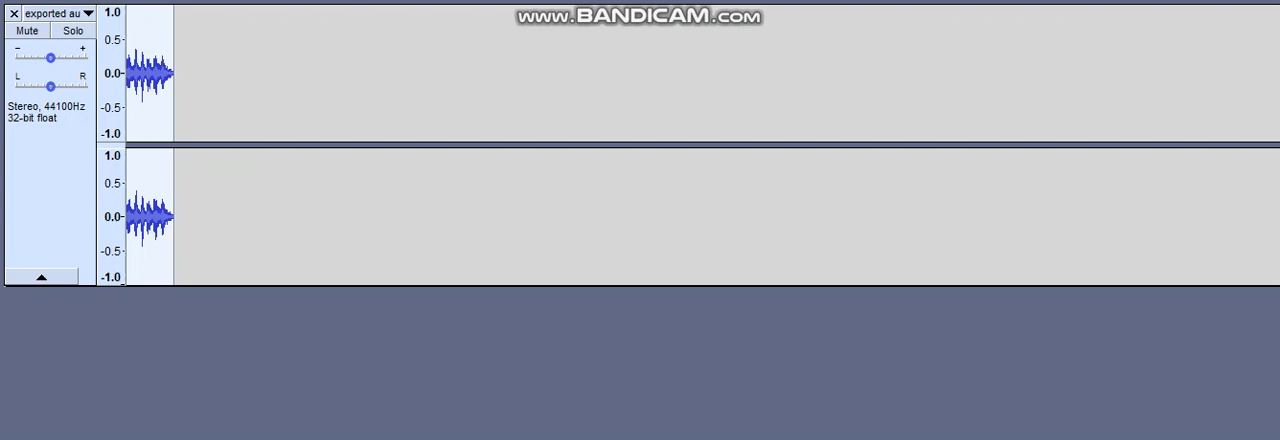 www.BANDICAM.com
exported au
Mute Solo
- +
L R
Stereo, 44100Hz
32-bit float
1.0
0.5-
0.0-
-0.5-
-1.0
1.0
0.5-
0.0-
-0.5-
-1.0